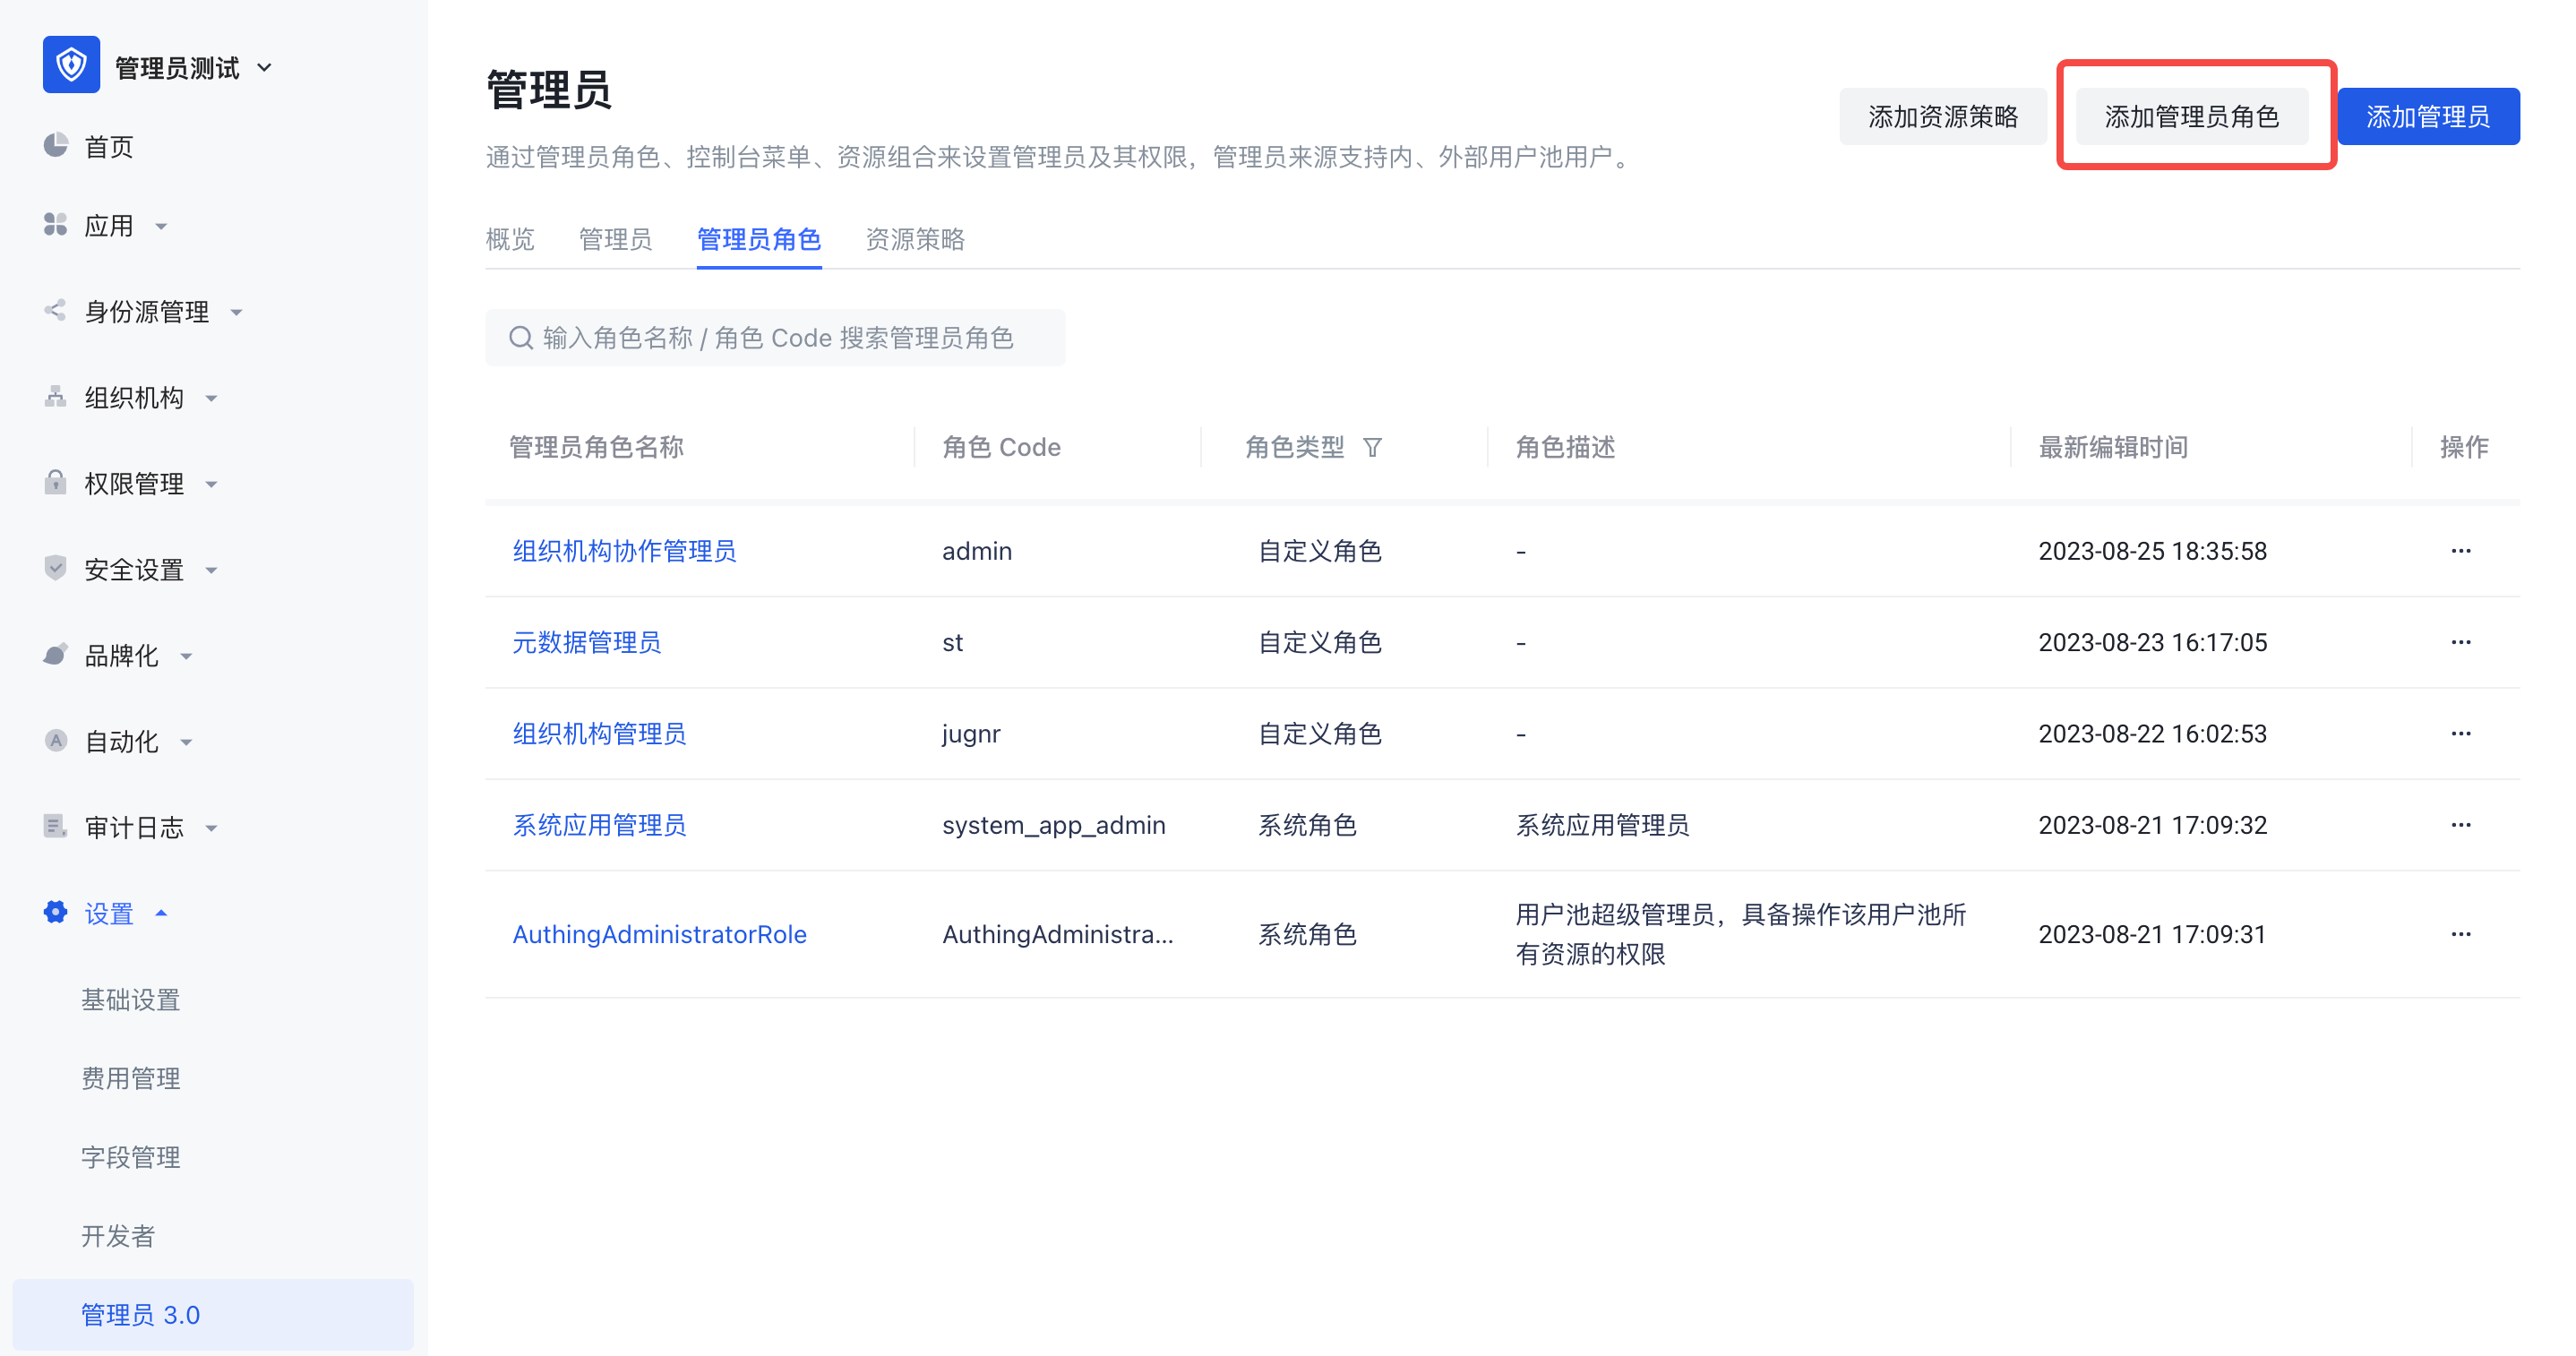 管理员测试
首页
应用
身份源管理
组织机构
权限管理
安全设置
品牌化
自动化
审计日志
设置
基础设置
费用管理
字段管理
开发者
管理员 3.0
管理员
通过管理员角色、控制台菜单、资源组合来设置管理员及其权限，管理员来源支持内、外部用户池用户。
添加资源策略 添加管理员角色 添加管理员
概览 管理员 管理员角色 资源策略
输入角色名称 / 角色 Code 搜索管理员角色
管理员角色名称 角色 Code 角色类型 角色描述 最新编辑时间 操作
组织机构协作管理员 admin 自定义角色 - 2023-08-25 18:35:58 ···
元数据管理员 st 自定义角色 - 2023-08-23 16:17:05 ···
组织机构管理员 jugnr 自定义角色 - 2023-08-22 16:02:53 ···
系统应用管理员 system_app_admin 系统角色 系统应用管理员 2023-08-21 17:09:32 ···
AuthingAdministratorRole AuthingAdministra... 系统角色 用户池超级管理员，具备操作该用户池所
有资源的权限 2023-08-21 17:09:31 ···